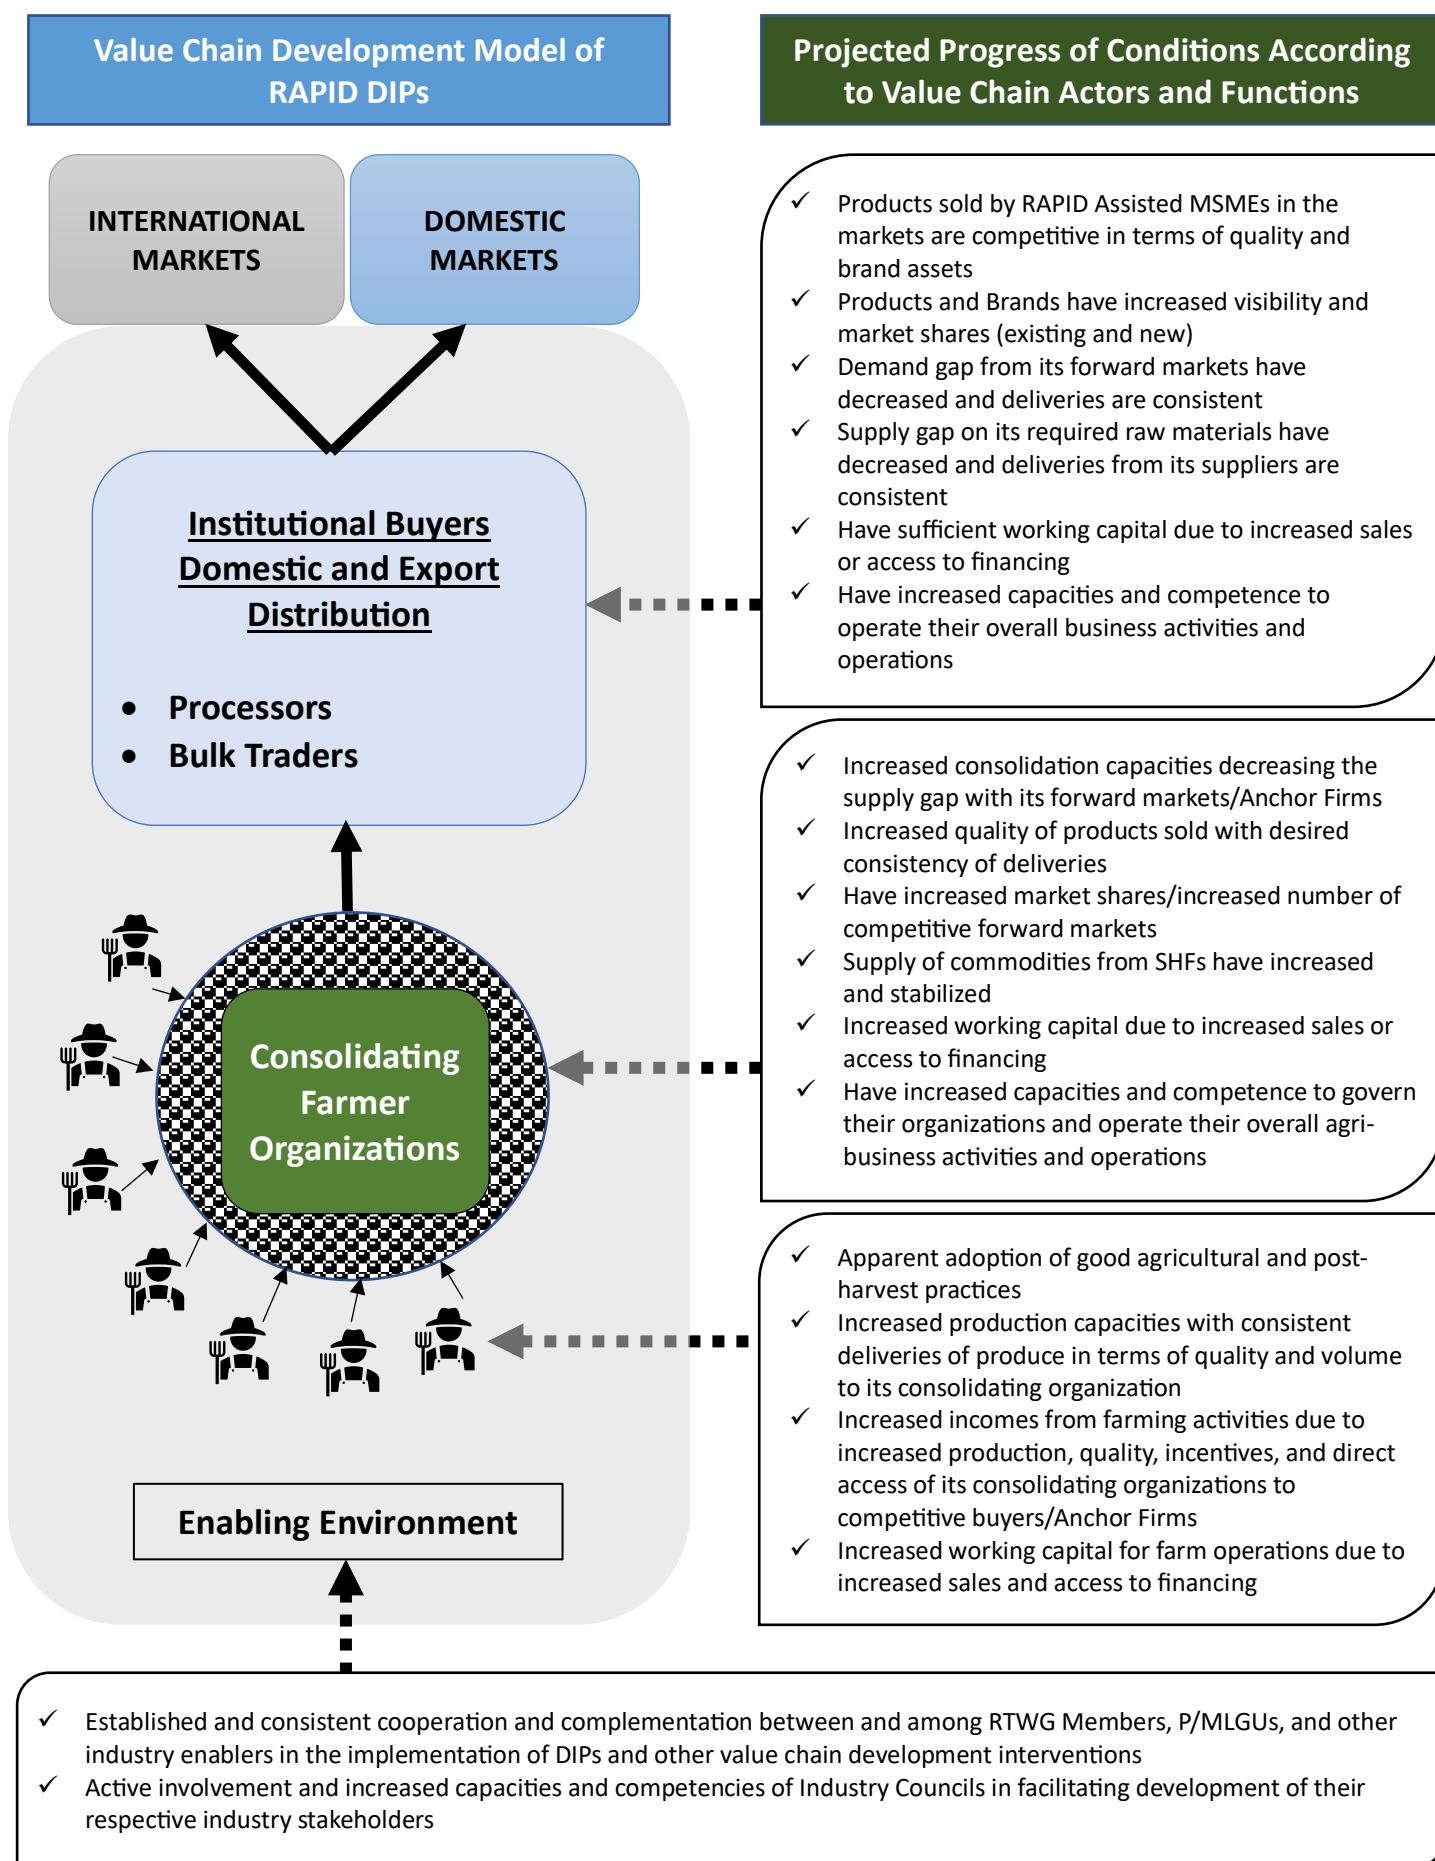 Value Chain Development Model of
RAPID DIPs
Projected Progress of Conditions According
to Value Chain Actors and Functions
INTERNATIONAL
MARKETS
DOMESTIC
MARKETS
Institutional Buyers
Domestic and Export
Distribution
• Processors
• Bulk Traders
Consolidating
Farmer
Organizations
Enabling Environment
✓ Products sold by RAPID Assisted MSMEs in the
markets are competitive in terms of quality and
brand assets
✓ Products and Brands have increased visibility and
market shares (existing and new)
✓ Demand gap from its forward markets have
decreased and deliveries are consistent
✓ Supply gap on its required raw materials have
decreased and deliveries from its suppliers are
consistent
✓ Have sufficient working capital due to increased sales
or access to financing
✓ Have increased capacities and competence to
operate their overall business activities and
operations
✓ Increased consolidation capacities decreasing the
supply gap with its forward markets/Anchor Firms
✓ Increased quality of products sold with desired
consistency of deliveries
✓ Have increased market shares/increased number of
competitive forward markets
✓ Supply of commodities from SHFs have increased
and stabilized
✓ Increased working capital due to increased sales or
access to financing
✓ Have increased capacities and competence to govern
their organizations and operate their overall agri-
business activities and operations
✓ Apparent adoption of good agricultural and post-
harvest practices
✓ Increased production capacities with consistent
deliveries of produce in terms of quality and volume
to its consolidating organization
✓ Increased incomes from farming activities due to
increased production, quality, incentives, and direct
access of its consolidating organizations to
competitive buyers/Anchor Firms
✓ Increased working capital for farm operations due to
increased sales and access to financing
✓ Established and consistent cooperation and complementation between and among RTWG Members, P/MLGUs, and other
industry enablers in the implementation of DIPs and other value chain development interventions
✓ Active involvement and increased capacities and competencies of Industry Councils in facilitating development of their
respective industry stakeholders